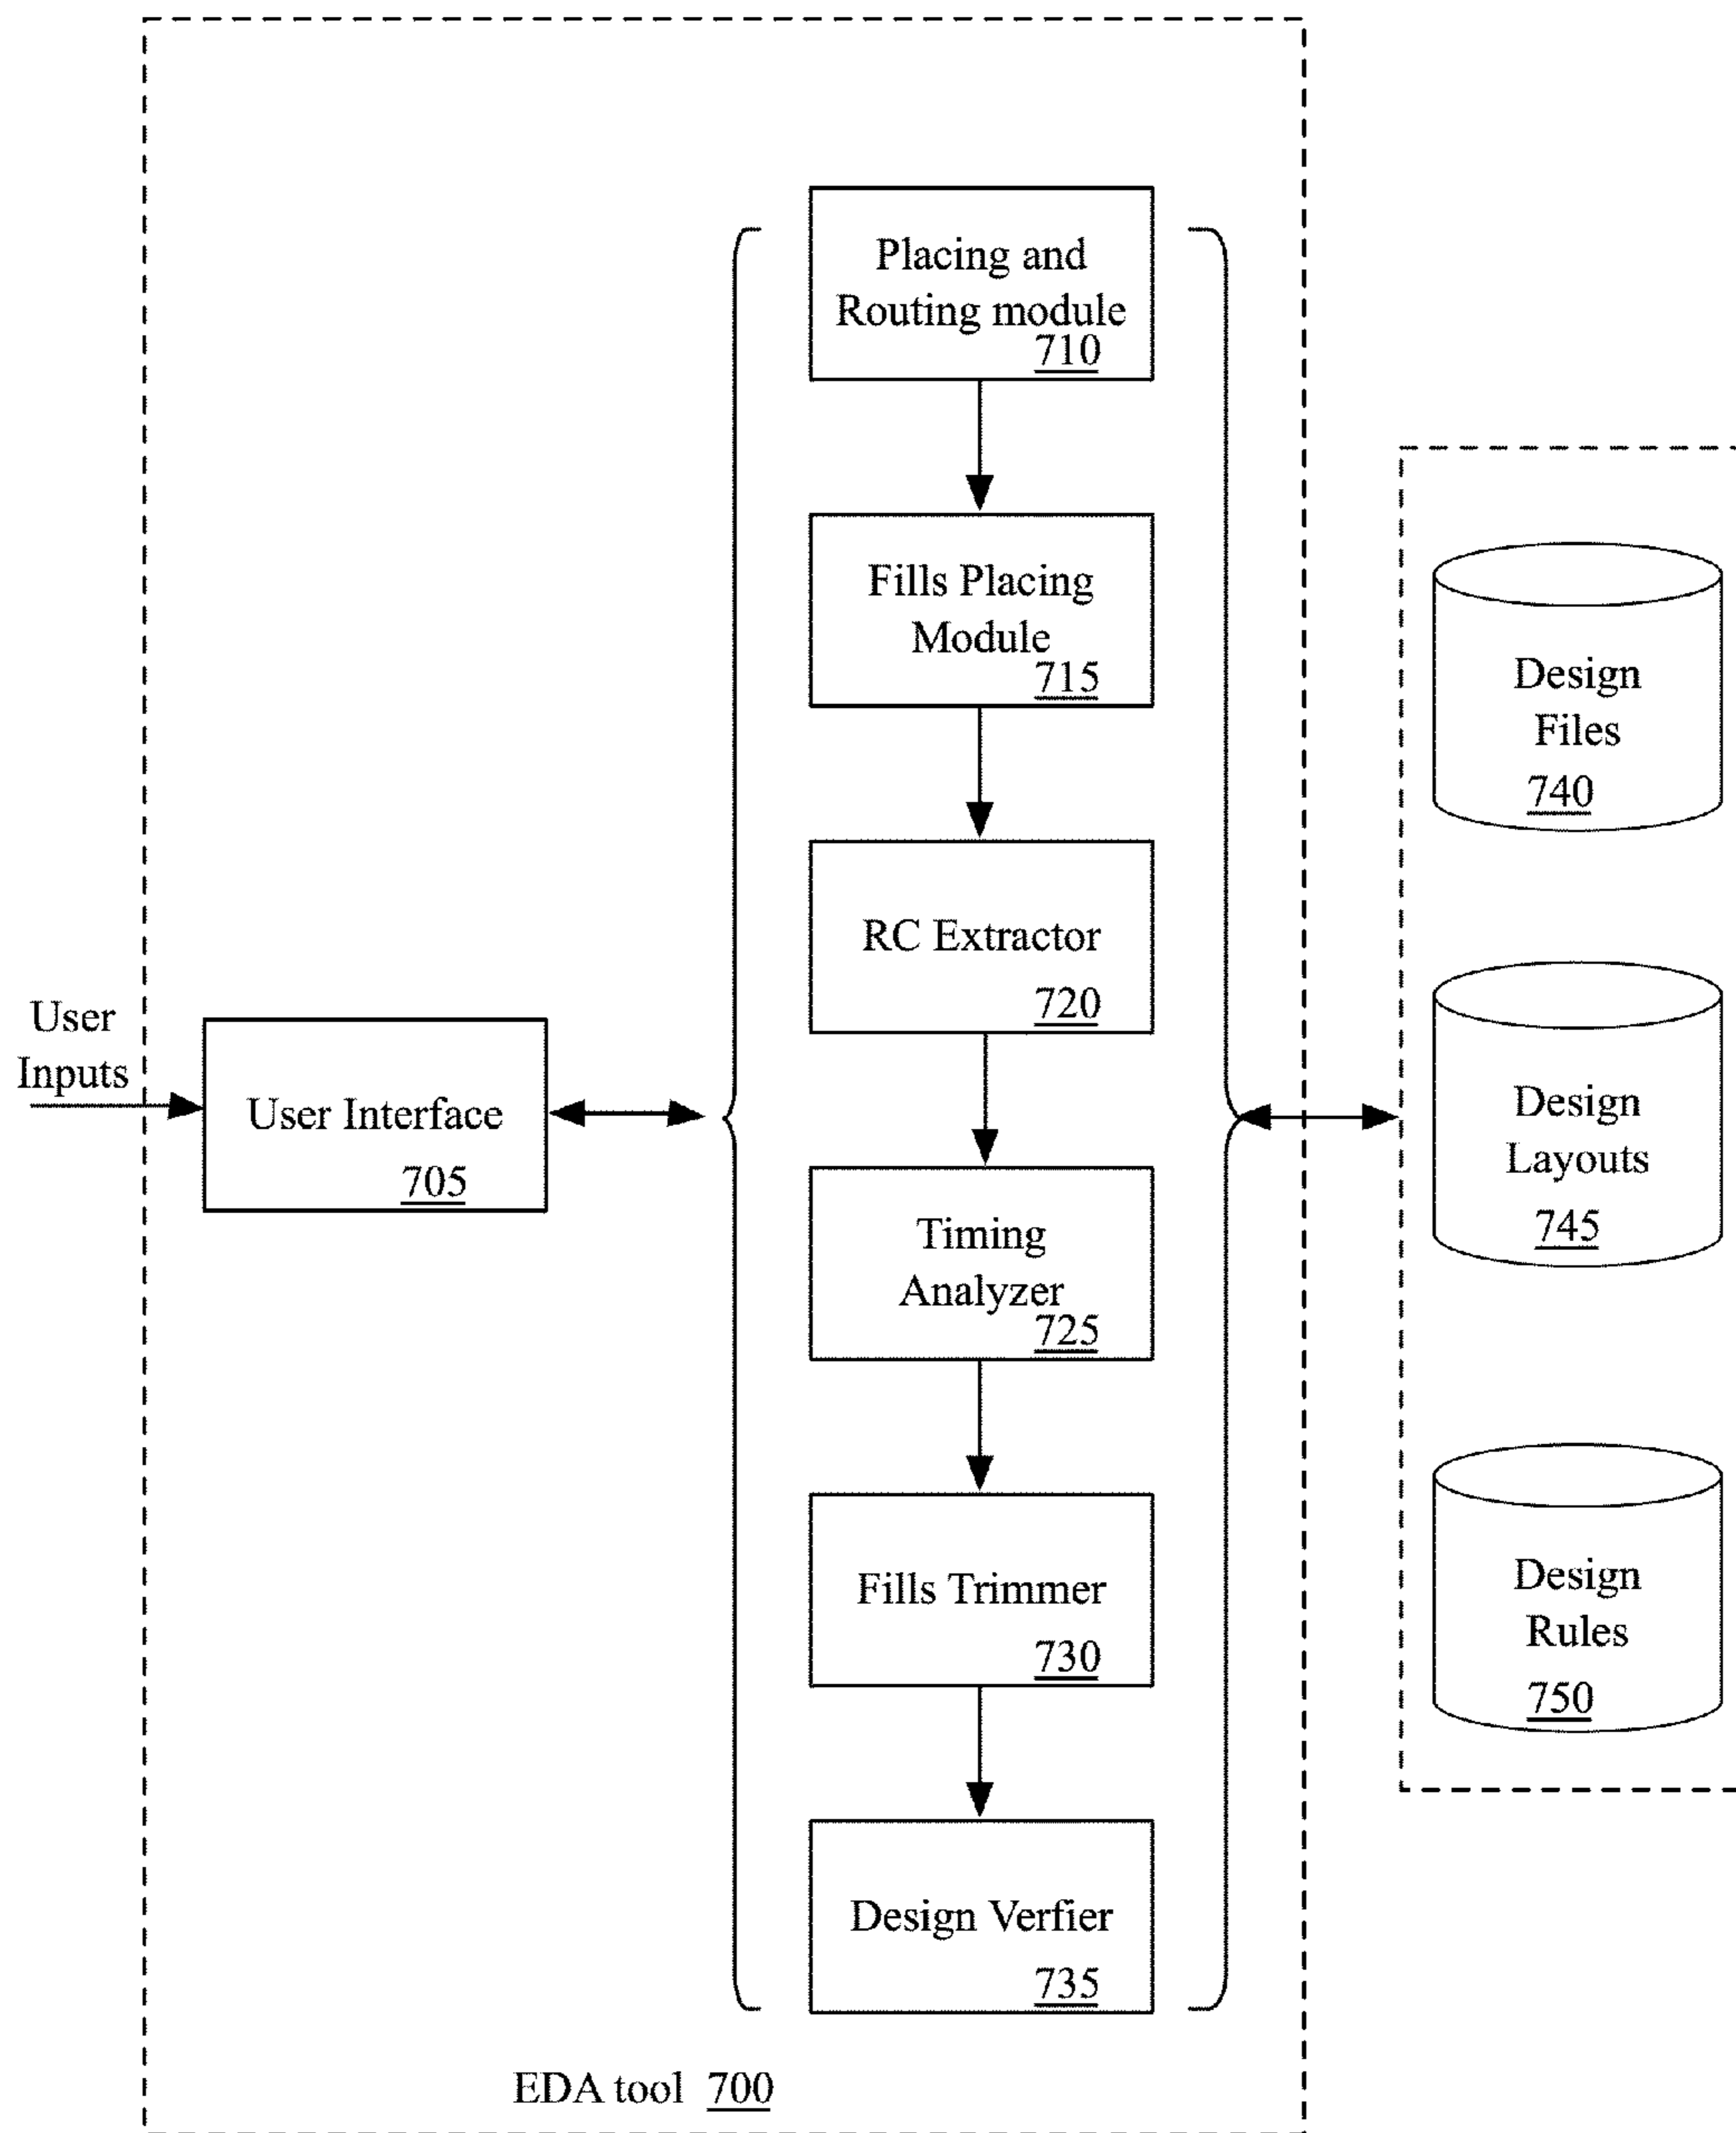 Placing and
Routing module
710
Fills Placing
Module
715
RC Extractor
720
Timing
Analyzer
725
Fills Trimmer
730
Design Verfier
735
User
Inputs
User Interface
705
Design
Files
740
Design
Layouts
745
Design
Rules
750
EDA tool 700